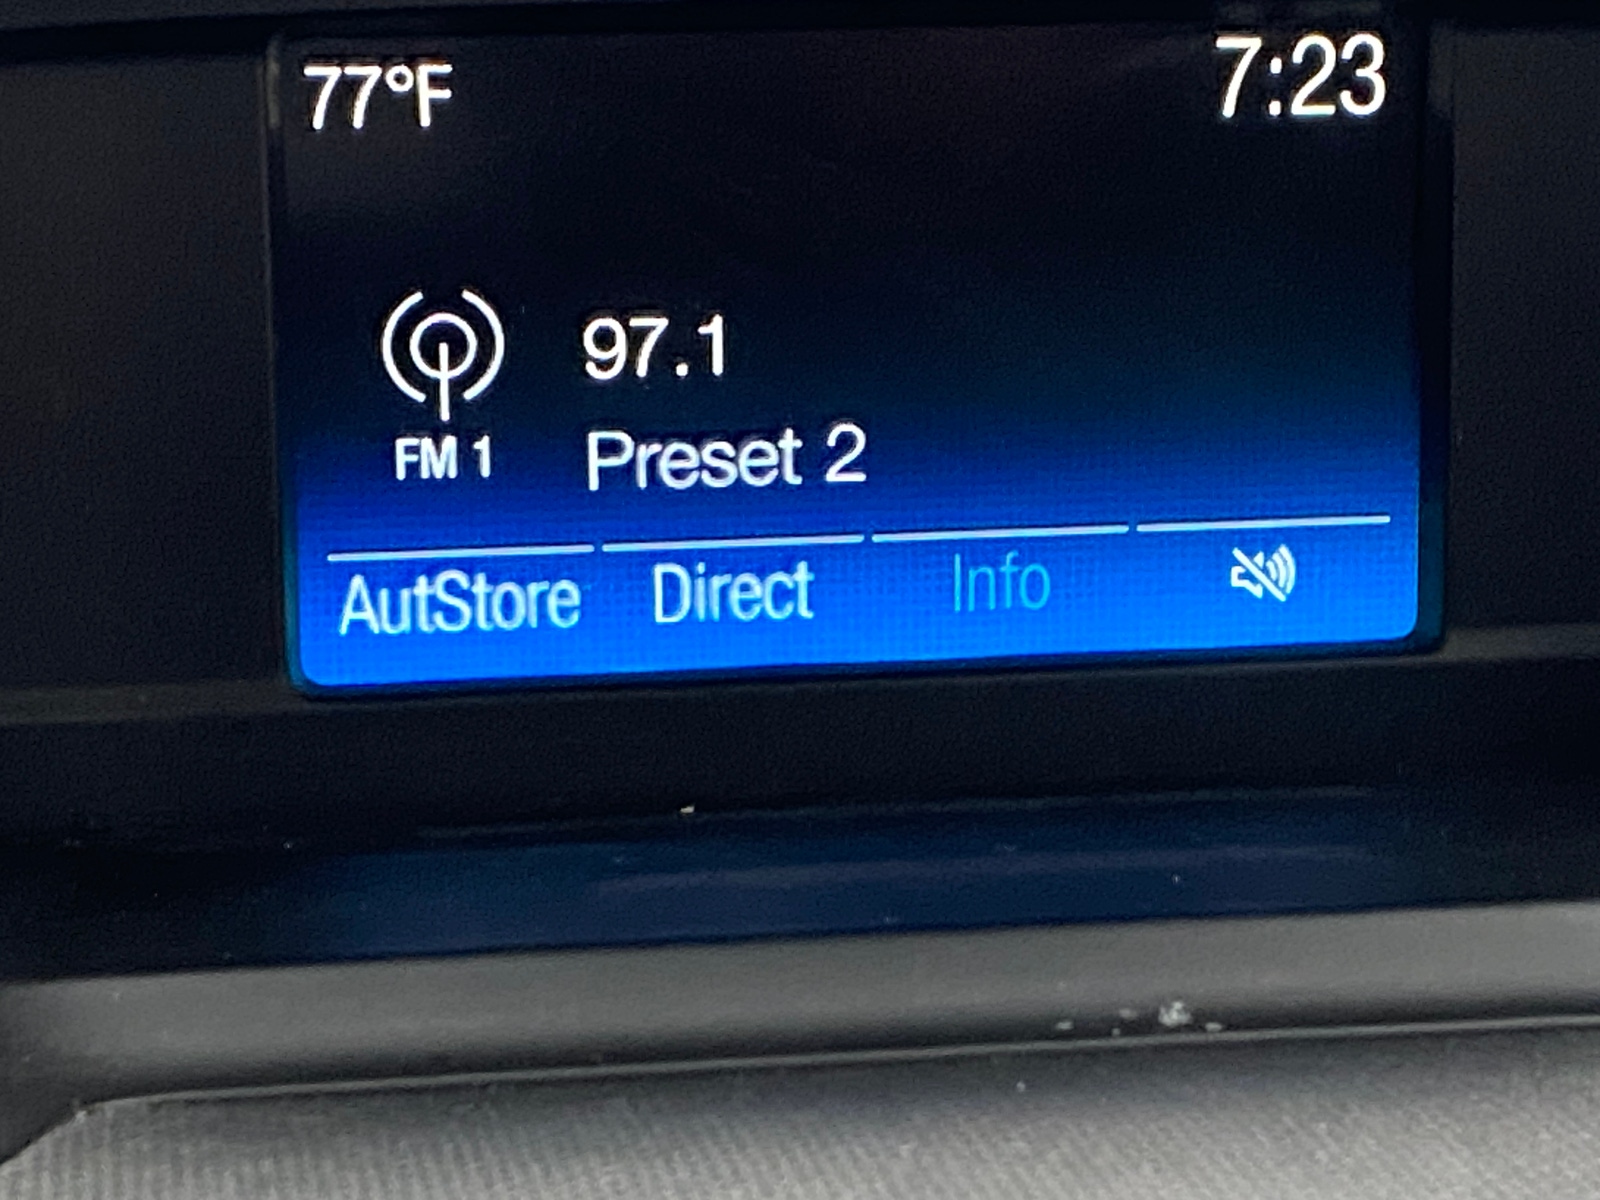 77°F 7:23
97.1
FM 1 Preset 2
AutStore Direct Info